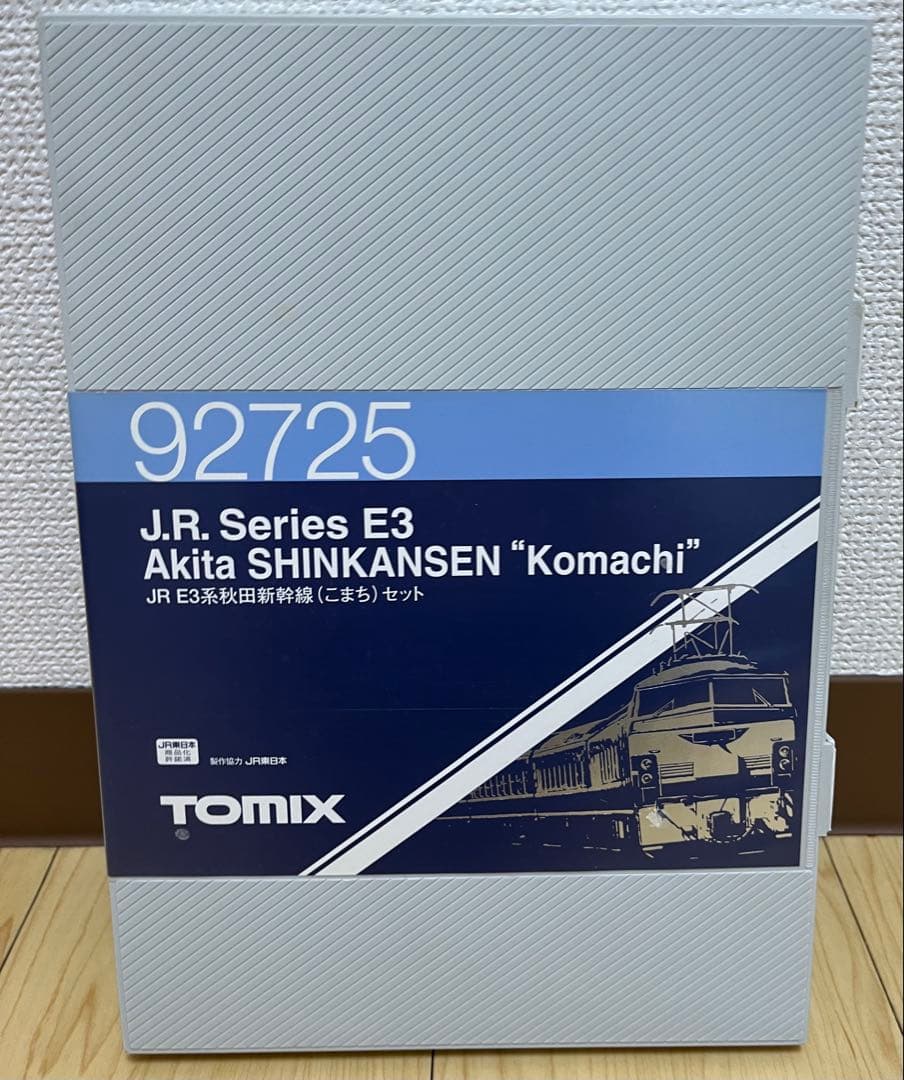 92725
J.R. Series E3
Akita SHINKANSEN “Komachi”
JR E3系秋田新幹線(こまち)セット
JR東日本
商品化
許諾済
製作協力 JR東日本
TOMIX